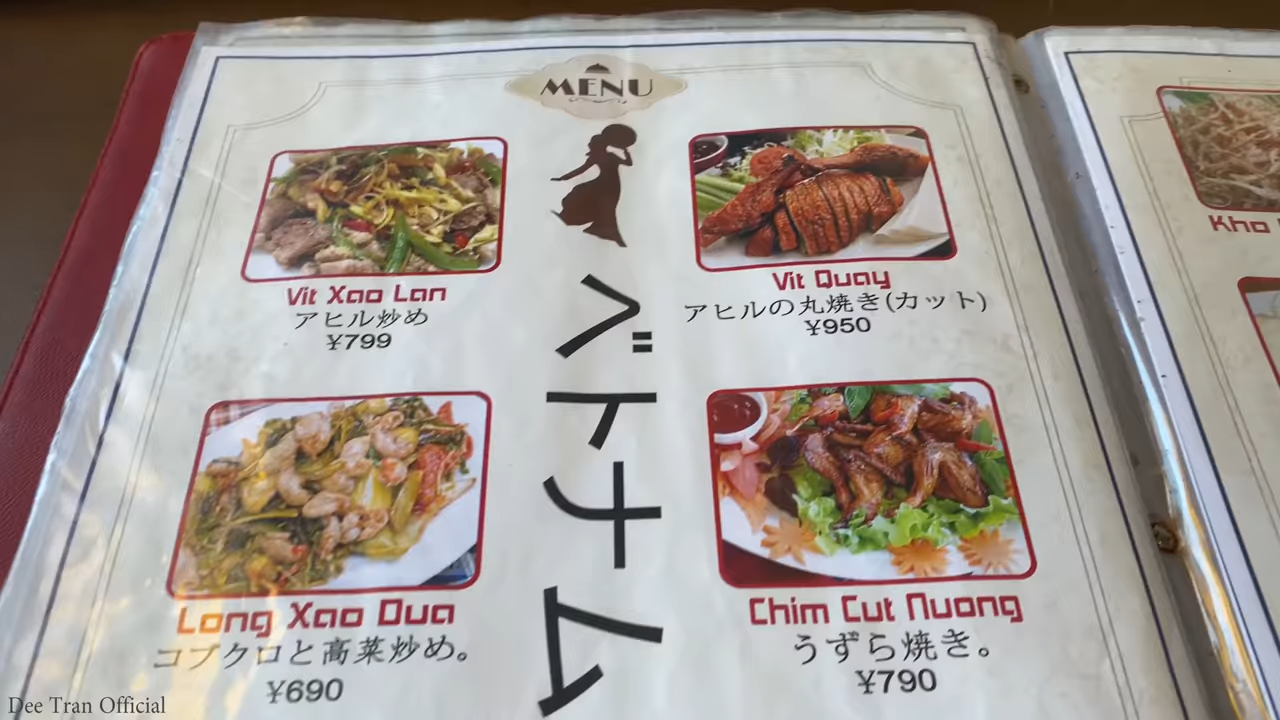 MENU
Vit Xao Lan
アヒル炒め
¥799
Vit Quay
アヒルの丸焼き(カット)
¥950
ベトナム
Long Xao Dua
コブクロと高菜炒め。
¥690
Chim Cut Nuong
うずら焼き。
¥790
Kho
Dee Tran Official